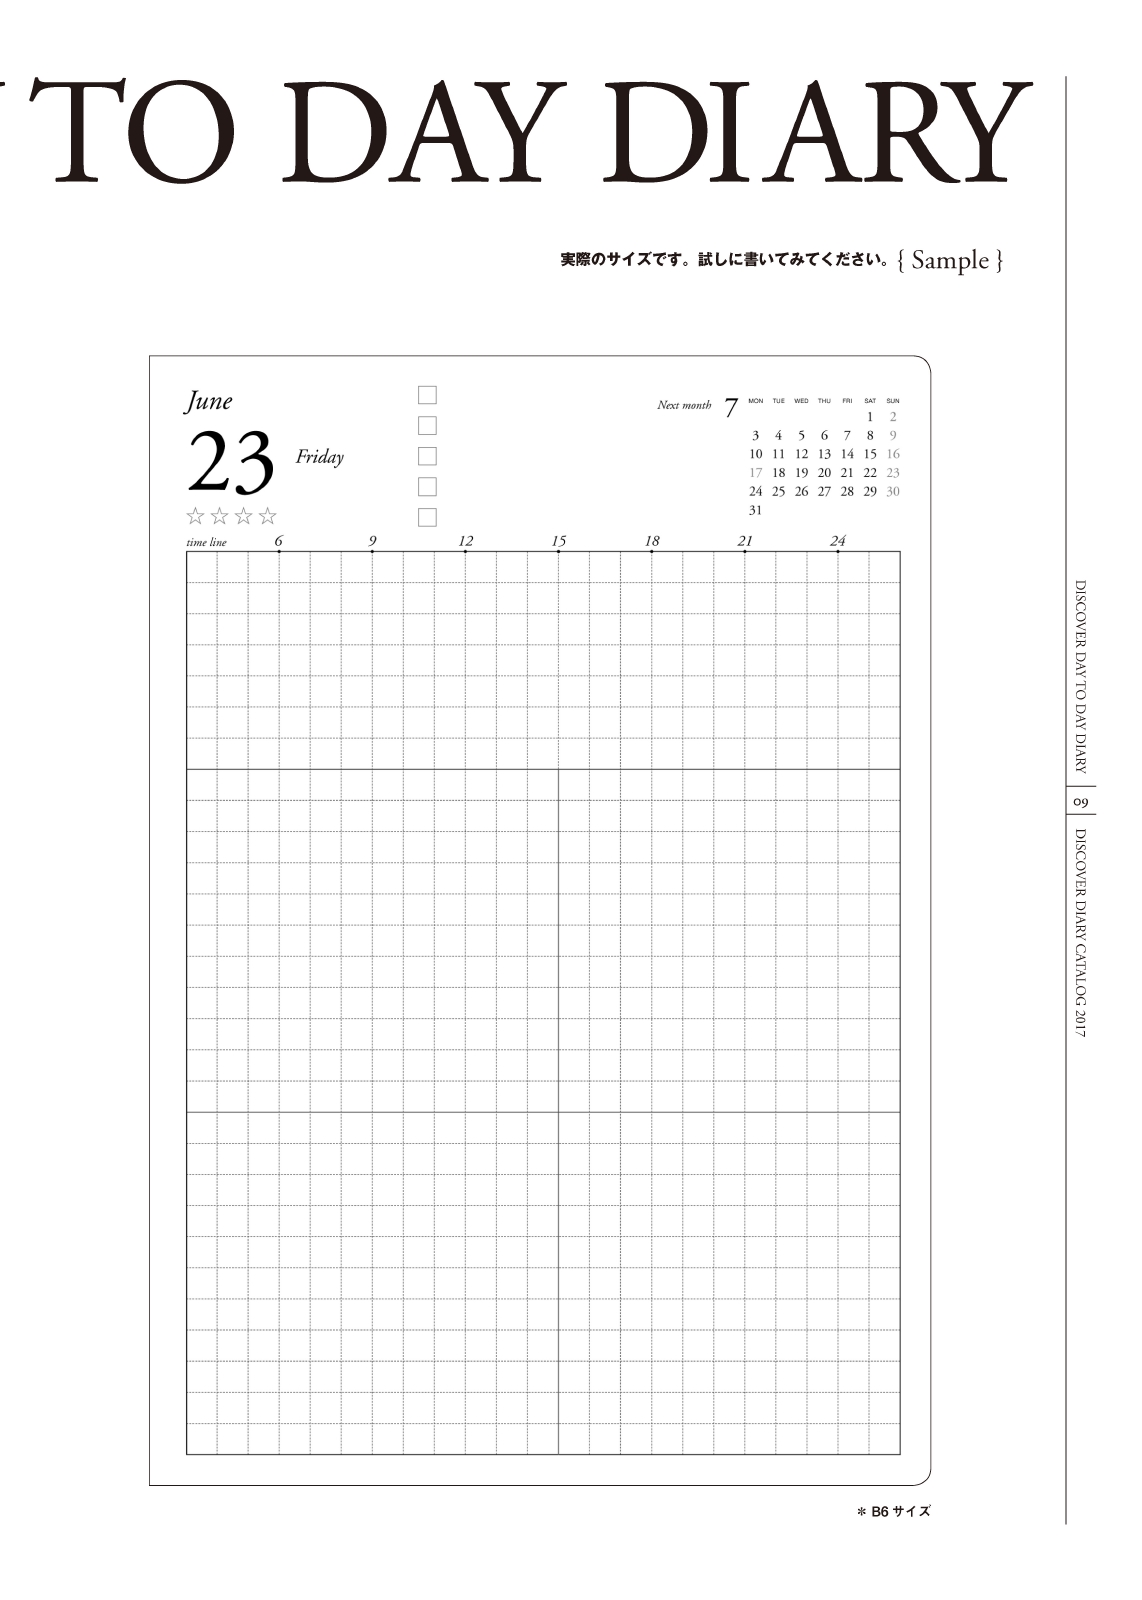 TO DAY DIARY
実際のサイズです。試しに書いてみてください。{ Sample }
June
23 Friday
☆ ☆ ☆ ☆
Next month 7
MON TUE WED THU FRI SAT SUN
1 2
3 4 5 6 7 8 9
10 11 12 13 14 15 16
17 18 19 20 21 22 23
24 25 26 27 28 29 30
31
time line 6 9 12 15 18 21 24
＊ B6 サイズ
DISCOVER DAY TO DAY DIARY
09
DISCOVER DIARY CATALOG 2017